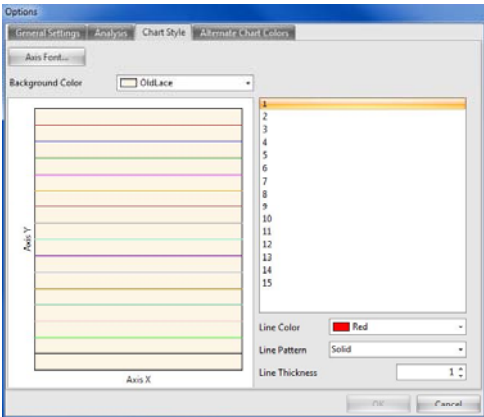 Options
General Settings Analysis Chart Style Alternate Chart Colors
Axis Font...
Background Color OldLace
Axis Y
Axis X
1
2
3
4
5
6
7
8
9
10
11
12
13
14
15
Line Color Red
Line Pattern Solid
Line Thickness 1
OK Cancel